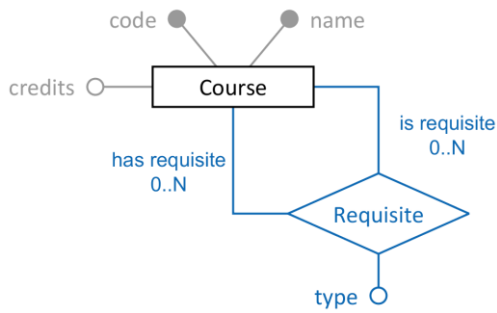 code
name
credits
Course
is requisite
0..N
has requisite
0..N
Requisite
type